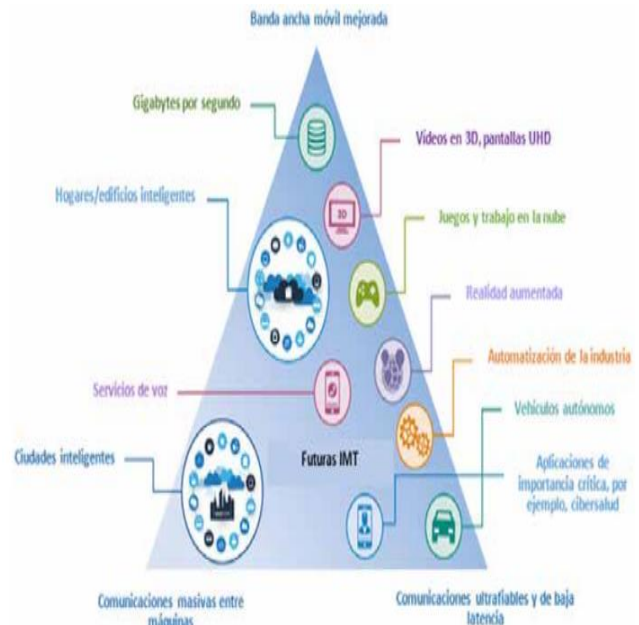 Banda ancha móvil mejorada
Gigabytes por segundo
Vídeos en 3D, pantallas UHD
Hogares/edificios inteligentes
3D
Juegos y trabajo en la nube
Realidad aumentada
Automatización de la industria
Servicios de voz
Vehículos autónomos
Ciudades inteligentes
Futuras IMT
Aplicaciones de
importancia crítica, por
ejemplo, cibersalud
Comunicaciones masivas entre
máquinas
Comunicaciones ultrafiables y de baja
latencia